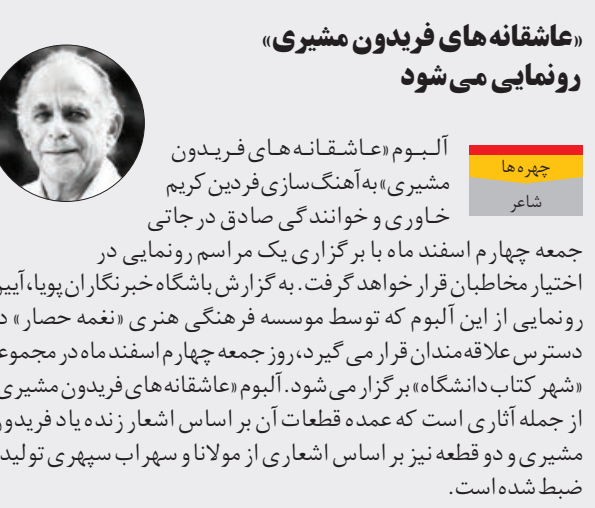 «عاشقانه‌های فریدون مشیری»
رونمایی می‌شود
چهره‌ها
شاعر
آلبوم «عاشقانه‌های فریدون
مشیری» به آهنگ‌سازی فردین کریم
خاوری و خوانندگی صادق درجاتی
جمعه چهارم اسفند ماه با برگزاری یک مراسم رونمایی در
اختیار مخاطبان قرار خواهد گرفت. به گزارش باشگاه خبرنگاران پویا، آیین
رونمایی از این آلبوم که توسط موسسه فرهنگی هنری «نغمه حصار»
دسترس علاقه‌مندان قرار می گیرد، روز جمعه چهارم اسفند ماه در
«شهر کتاب دانشگاه» برگزار می شود. آلبوم «عاشقانه‌های فریدون مشیری
از جمله آثاری است که عمده قطعات آن بر اساس اشعار زنده یاد فریدون
مشیری و دو قطعه نیز بر اساس اشعاری از مولانا و سهراب سپهری تولید
ضبط شده است.